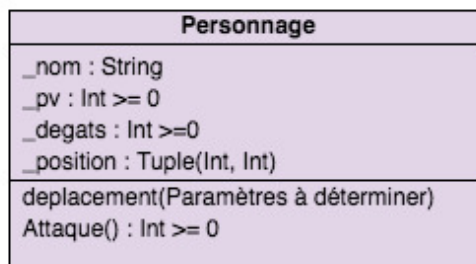 Personnage
_nom : String
_pv : Int >= 0
_degats : Int >=0
_position : Tuple(Int, Int)
deplacement(Paramètres à déterminer)
Attaque() : Int >= 0